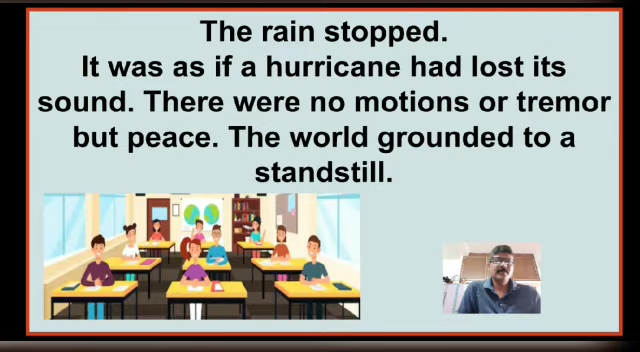 The rain stopped.
It was as if a hurricane had lost its
sound. There were no motions or tremor
but peace. The world grounded to a
standstill.